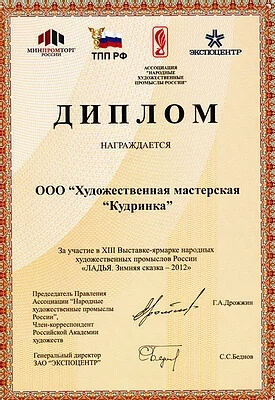 МИНПРОМТОРГ
РОССИИ
ТПП РФ
АССОЦИАЦИЯ
"НАРОДНЫЕ
ХУДОЖЕСТВЕННЫЕ
ПРОМЫСЛЫ РОССИИ"
ЭКСПОЦЕНТР
ДИПЛОМ
НАГРАЖДАЕТСЯ
ООО "Художественная мастерская
"Кудринка"
За участие в XIII Выставке-ярмарке народных
художественных промыслов России
«ЛАДЬЯ. Зимняя сказка – 2012»
Председатель Правления
Ассоциации "Народные
художественные промыслы
России",
Член-корреспондент
Российской Академии
художеств
Г.А.Дрожжин
Генеральный директор
ЗАО "ЭКСПОЦЕНТР"
С.С.Беднов